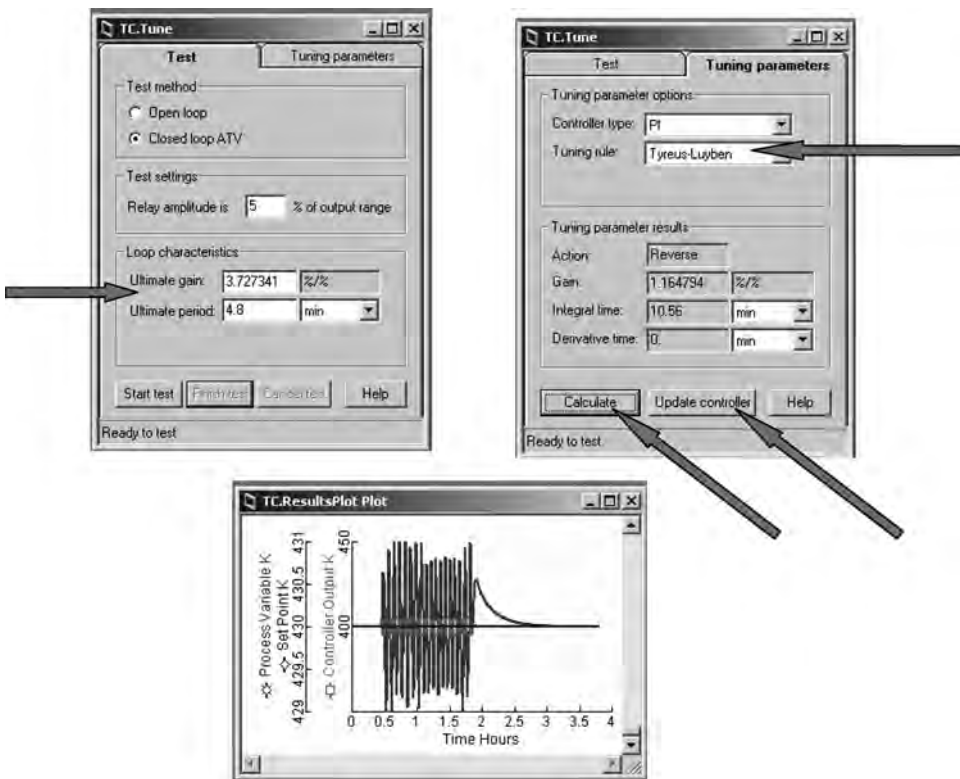 TC.Tune
Test
Tuning parameters
Test method
Open loop
Closed loop ATV
Test settings
Relay amplitude is 5 % of output range
Loop characteristics
Ultimate gain: 3.727341 %/%
Ultimate period: 4.8 min
Start test Finish test Cancel test Help
Ready to test
TC.Tune
Test
Tuning parameters
Tuning parameter options
Controller type: PI
Tuning rule: Tyreus-Luyben
Tuning parameter results
Action: Reverse
Gain: 1.164794 %/%
Integral time: 10.56 min
Derivative time: 0. min
Calculate Update controller Help
Ready to test
TC.ResultsPlot Plot
Process Variable K
Set Point K
429 429.5 430 430.5 431
Controller Output K
400 450
0 0.5 1 1.5 2 2.5 3 3.5 4
Time Hours